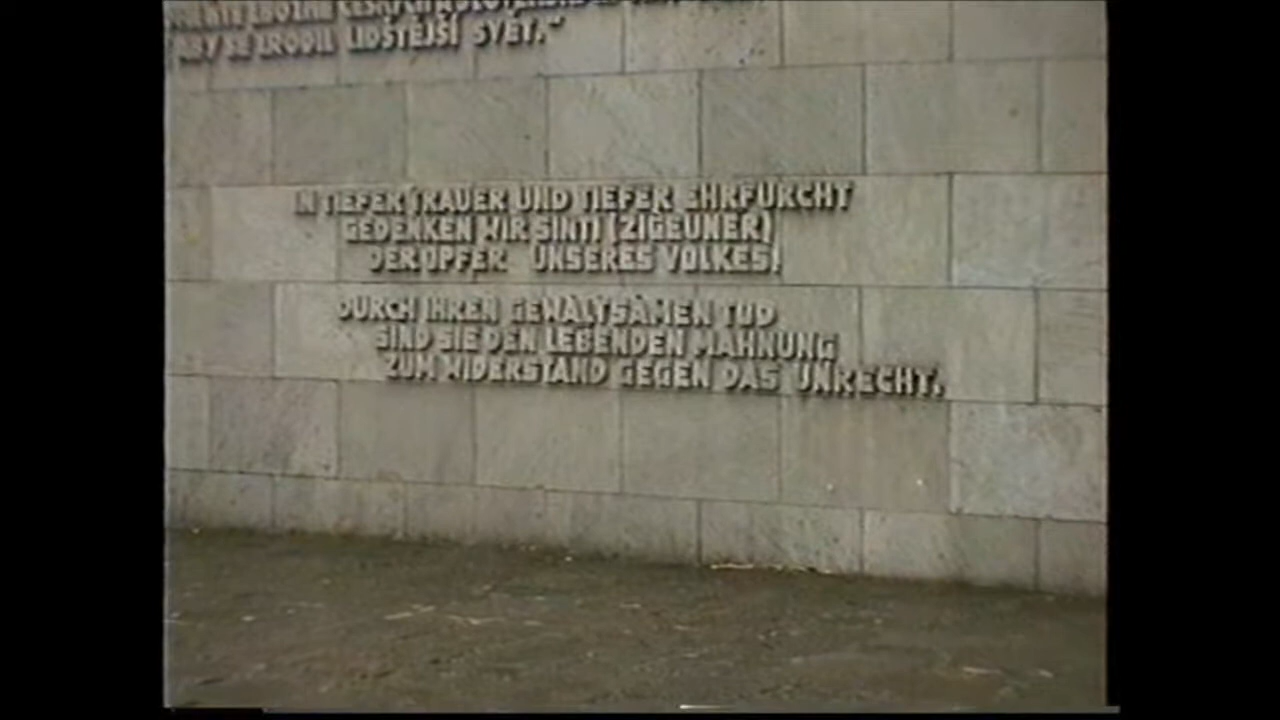 ČESKÝCH
ABY SE ZRODIL LIDŠTĚJŠÍ SVĚT."
IN TIEFER TRAUER UND TIEFER EHRFURCHT
GEDENKEN WIR SINTI (ZIGEUNER)
DER OPFER UNSERES VOLKES!
DURCH IHREN GEWALTSAMEN TOD
SIND SIE DEN LEBENDEN MAHNUNG
ZUM WIDERSTAND GEGEN DAS UNRECHT.